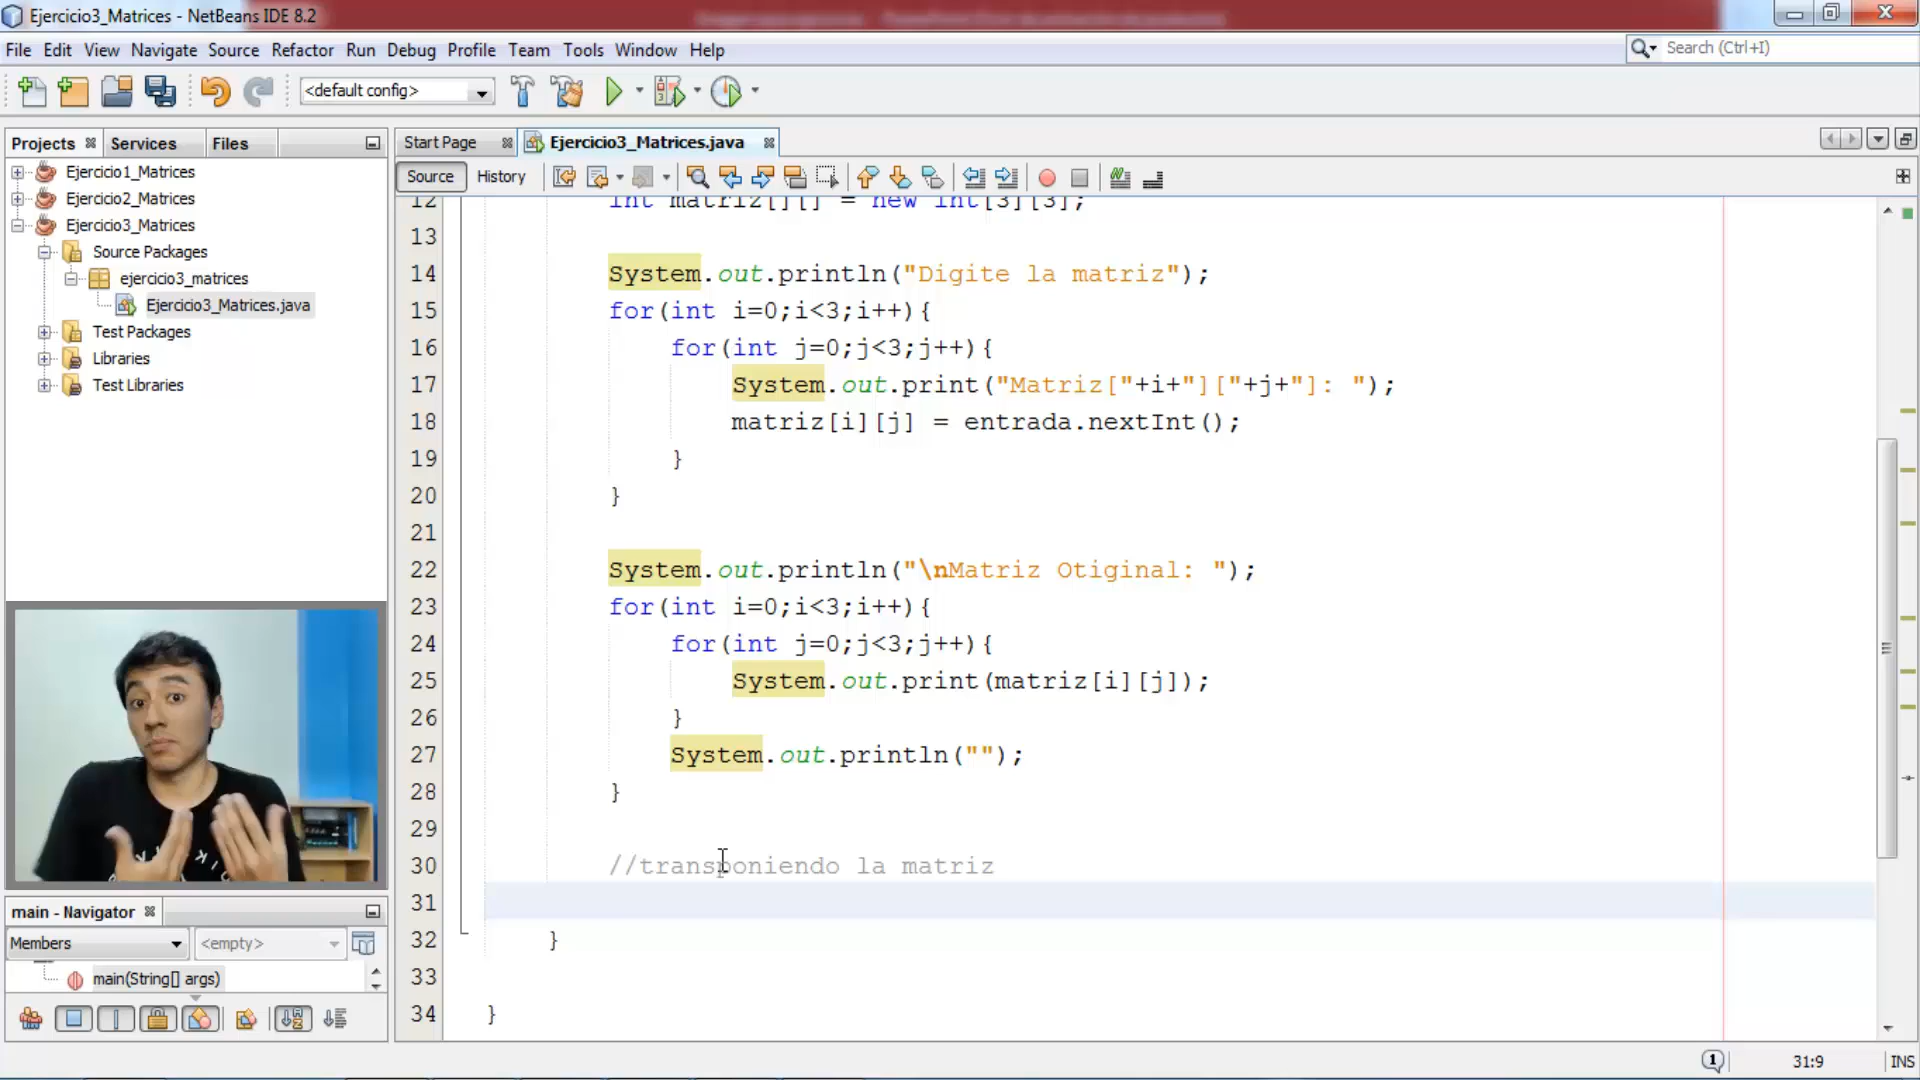 Ejercicio3_Matrices - NetBeans IDE 8.2
File Edit View Navigate Source Refactor Run Debug Profile Team Tools Window Help
Search (Ctrl+I)
<default config>
Projects Services Files
Start Page Ejercicio3_Matrices.java
Source History
Ejercicio1_Matrices
Ejercicio2_Matrices
Ejercicio3_Matrices
Source Packages
ejercicio3_matrices
Ejercicio3_Matrices.java
Test Packages
Libraries
Test Libraries
12 int matriz[][] = new int[3][3];
13
14 System.out.println("Digite la matriz");
15 for(int i=0;i<3;i++){
16 for(int j=0;j<3;j++){
17 System.out.print("Matriz["+i+"]["+j+"]: ");
18 matriz[i][j] = entrada.nextInt();
19 }
20 }
21
22 System.out.println("\nMatriz Otiginal: ");
23 for(int i=0;i<3;i++){
24 for(int j=0;j<3;j++){
25 System.out.print(matriz[i][j]);
26 }
27 System.out.println("");
28 }
29
30 //transponiendo la matriz
31
32 }
33
34 }
main - Navigator
Members <empty>
main(String[] args)
1 31:9 INS